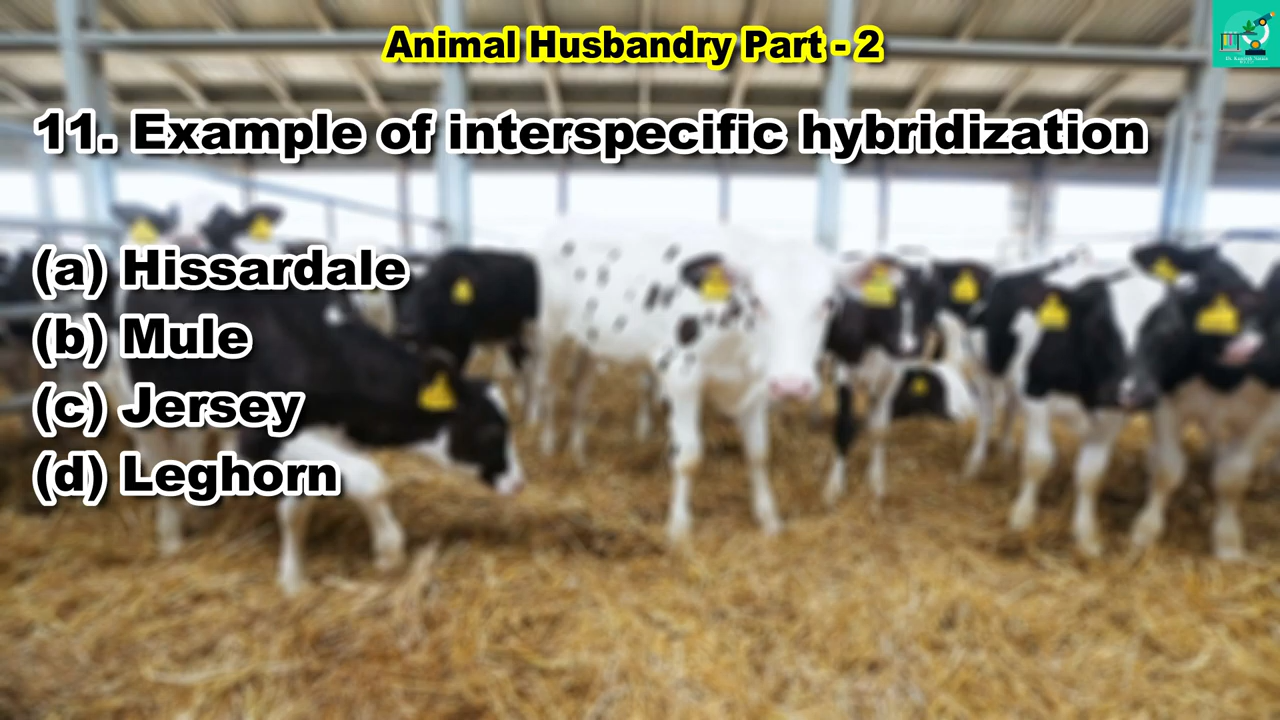 Animal Husbandry Part - 2
11. Example of interspecific hybridization
(a) Hissardale
(b) Mule
(c) Jersey
(d) Leghorn